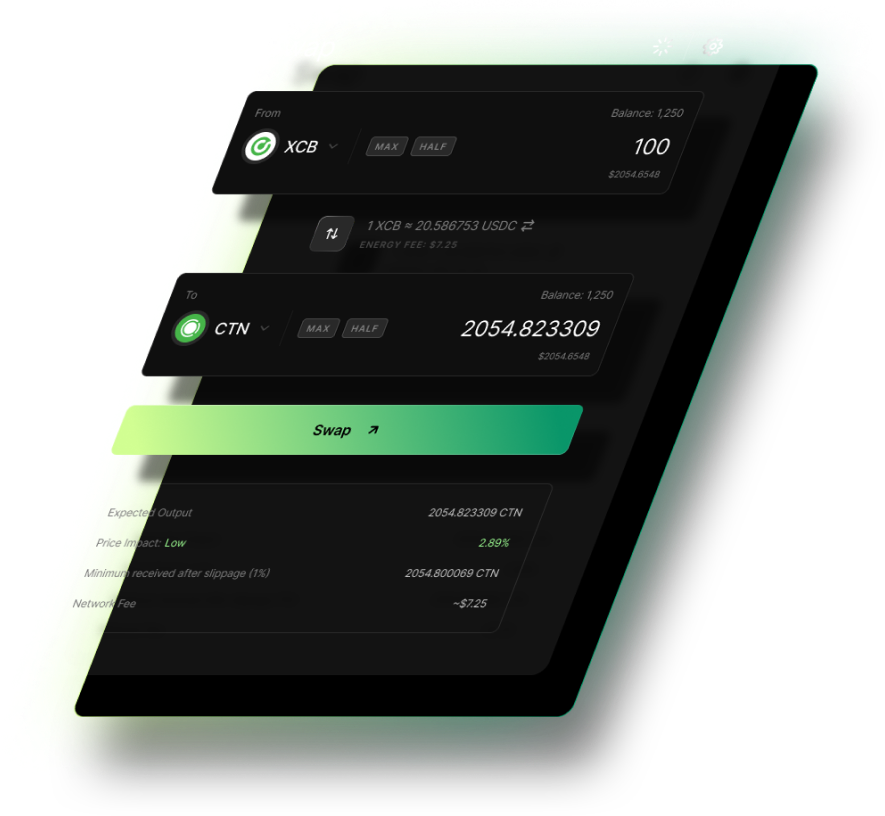 From
Balance: 1,250
XCB
MAX
HALF
100
$2054.6548
1 XCB ≈ 20.586753 USDC ⇄
ENERGY FEE: $7.25
To
Balance: 1,250
CTN
MAX
HALF
2054.823309
$2054.6548
Swap ↗
Expected Output
2054.823309 CTN
Price Impact: Low
2.89%
Minimum received after slippage (1%)
2054.800069 CTN
Network Fee
~$7.25